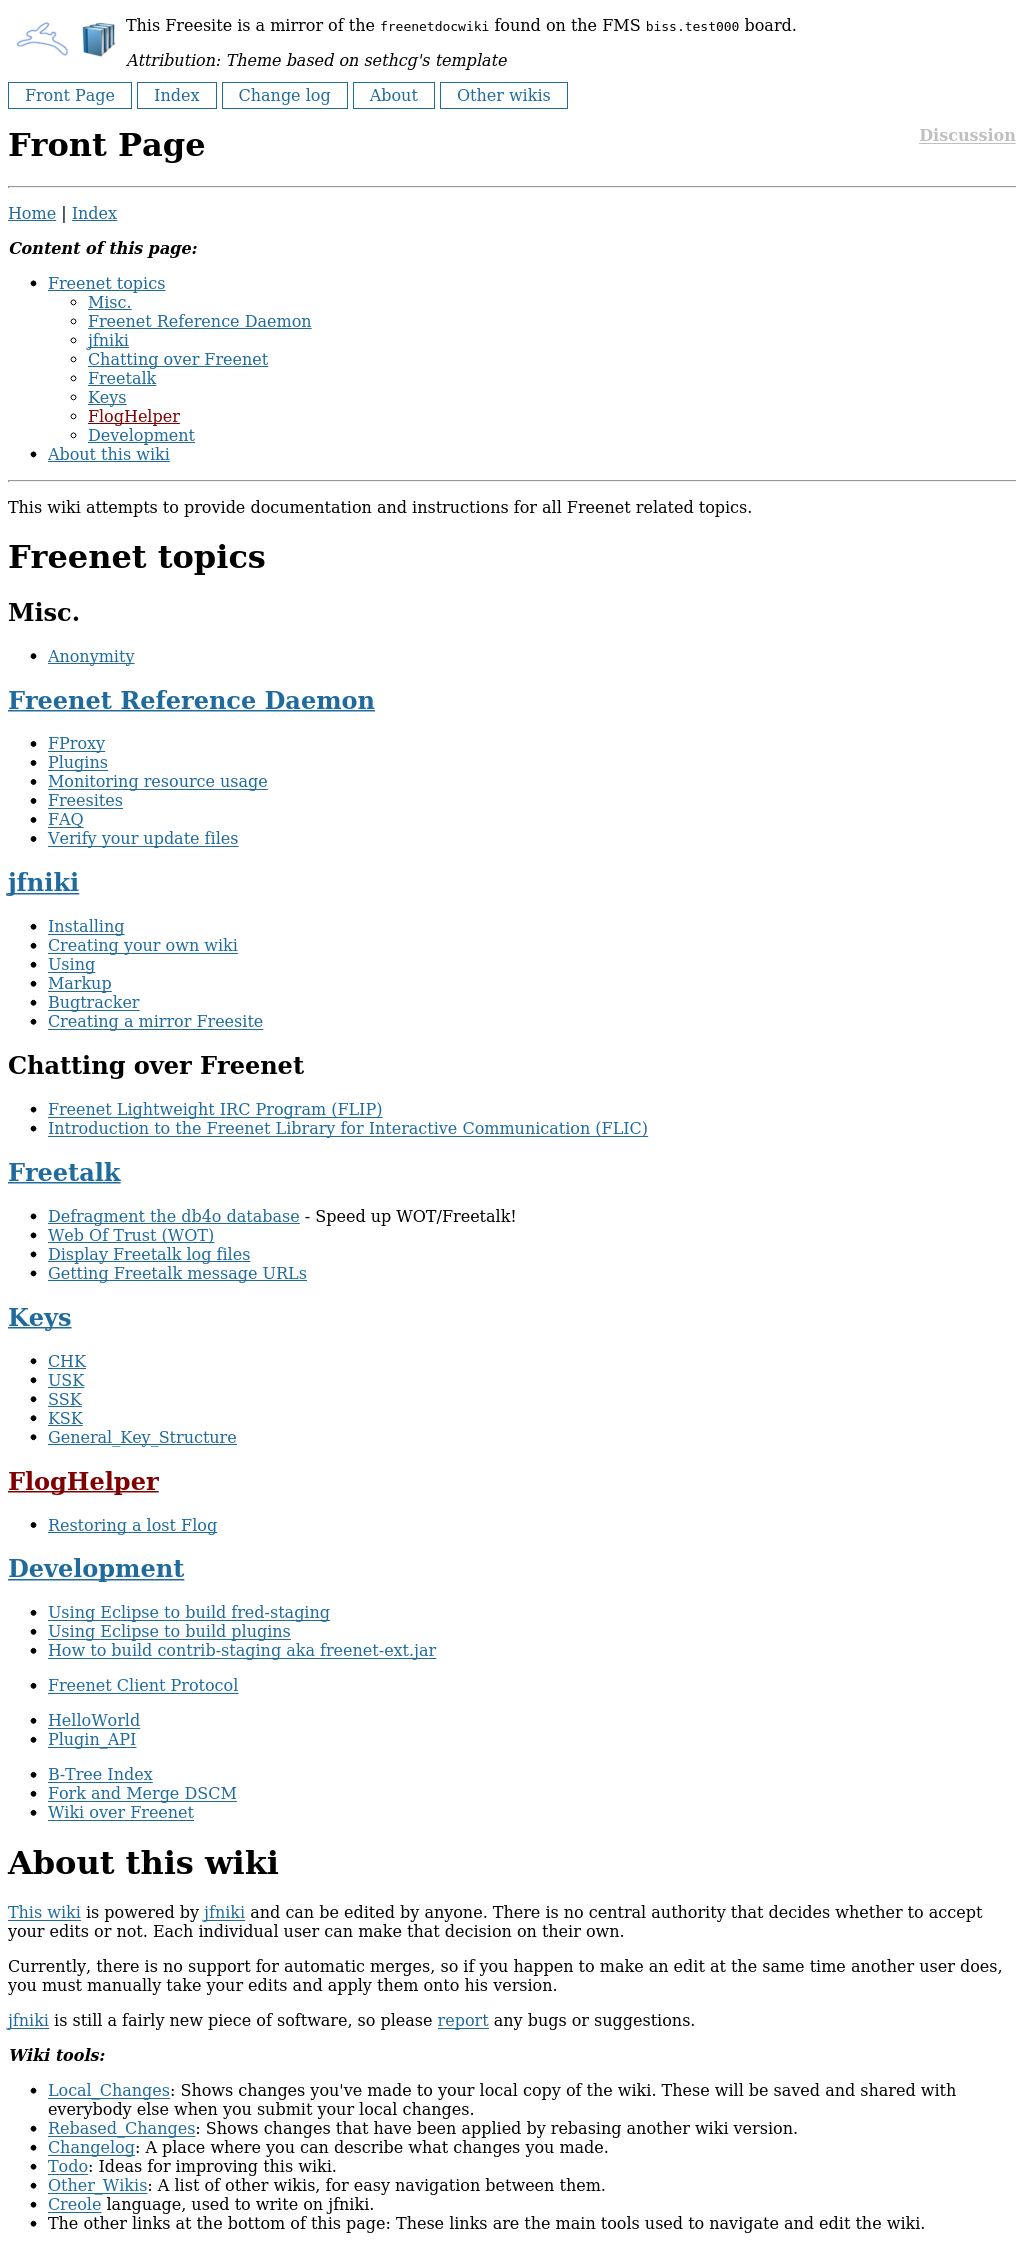 This Freesite is a mirror of the freenetdocwiki found on the FMS biss.test000 board.
Attribution: Theme based on sethcg's template
Front Page Index Change log About Other wikis
Front Page
Discussion
Home | Index
Content of this page:
Freenet topics
Misc.
Freenet Reference Daemon
jfniki
Chatting over Freenet
Freetalk
Keys
FlogHelper
Development
About this wiki
This wiki attempts to provide documentation and instructions for all Freenet related topics.
Freenet topics
Misc.
Anonymity
Freenet Reference Daemon
FProxy
Plugins
Monitoring resource usage
Freesites
FAQ
Verify your update files
jfniki
Installing
Creating your own wiki
Using
Markup
Bugtracker
Creating a mirror Freesite
Chatting over Freenet
Freenet Lightweight IRC Program (FLIP)
Introduction to the Freenet Library for Interactive Communication (FLIC)
Freetalk
Defragment the db4o database - Speed up WOT/Freetalk!
Web Of Trust (WOT)
Display Freetalk log files
Getting Freetalk message URLs
Keys
CHK
USK
SSK
KSK
General_Key_Structure
FlogHelper
Restoring a lost Flog
Development
Using Eclipse to build fred-staging
Using Eclipse to build plugins
How to build contrib-staging aka freenet-ext.jar
Freenet Client Protocol
HelloWorld
Plugin_API
B-Tree Index
Fork and Merge DSCM
Wiki over Freenet
About this wiki
This wiki is powered by jfniki and can be edited by anyone. There is no central authority that decides whether to accept
your edits or not. Each individual user can make that decision on their own.
Currently, there is no support for automatic merges, so if you happen to make an edit at the same time another user does,
you must manually take your edits and apply them onto his version.
jfniki is still a fairly new piece of software, so please report any bugs or suggestions.
Wiki tools:
Local_Changes: Shows changes you've made to your local copy of the wiki. These will be saved and shared with
everybody else when you submit your local changes.
Rebased_Changes: Shows changes that have been applied by rebasing another wiki version.
Changelog: A place where you can describe what changes you made.
Todo: Ideas for improving this wiki.
Other_Wikis: A list of other wikis, for easy navigation between them.
Creole language, used to write on jfniki.
The other links at the bottom of this page: These links are the main tools used to navigate and edit the wiki.